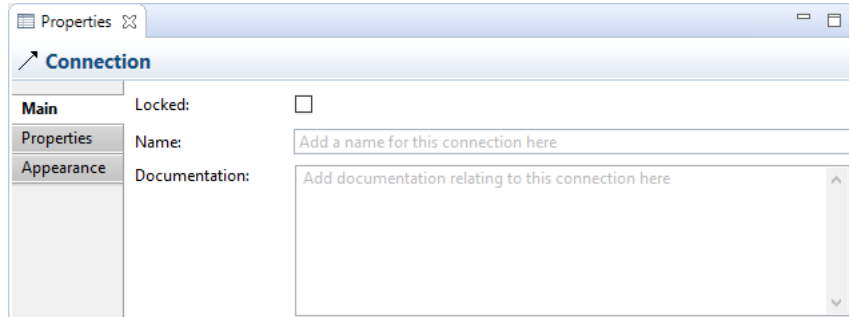 Properties
Connection
Main
Properties
Appearance
Locked:
Name:
Add a name for this connection here
Documentation:
Add documentation relating to this connection here